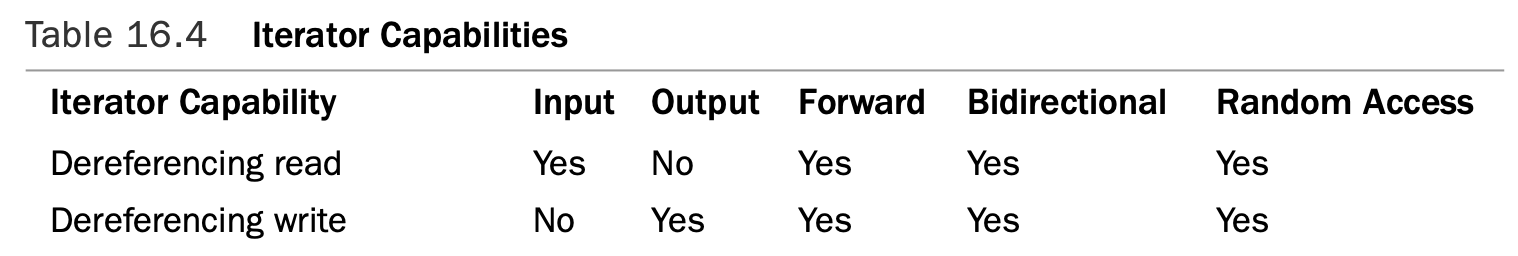 Table 16.4 Iterator Capabilities
Iterator Capability Input Output Forward Bidirectional Random Access
Dereferencing read Yes No Yes Yes Yes
Dereferencing write No Yes Yes Yes Yes